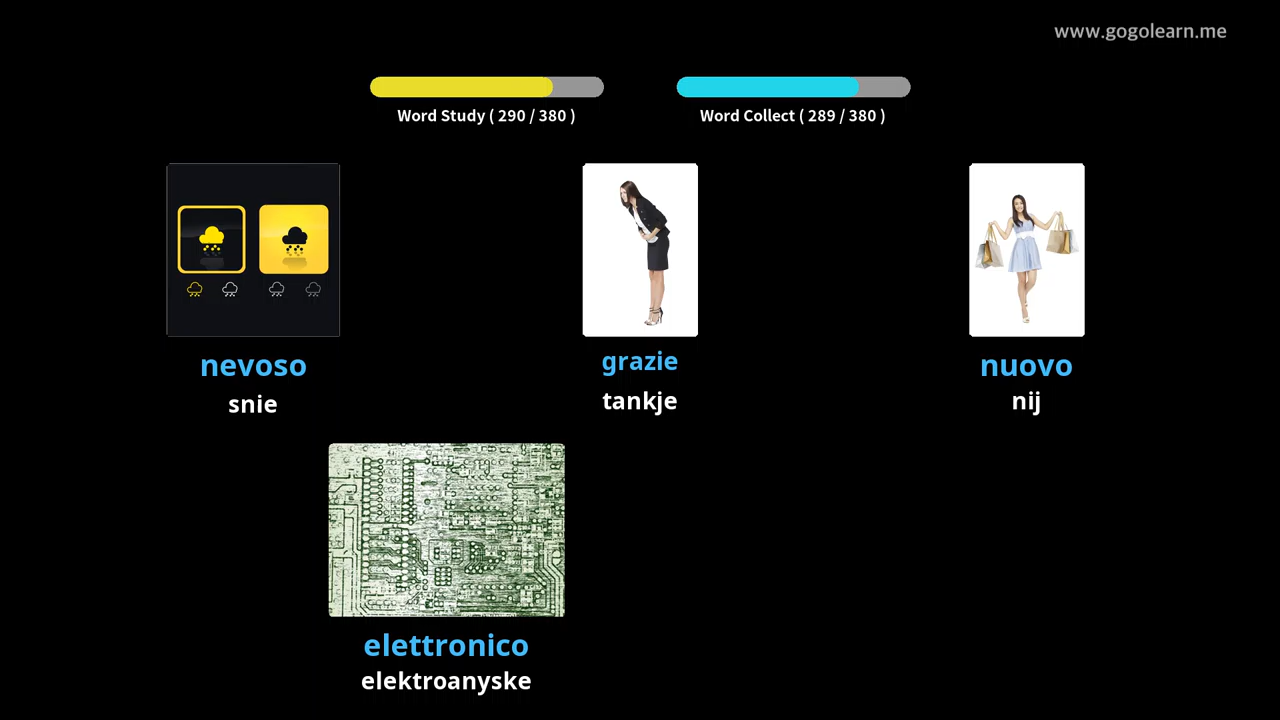 www.gogolearn.me
Word Study ( 290 / 380 )
Word Collect ( 289 / 380 )
nevoso
grazie
nuovo
snie
tankje
nij
elettronico
elektroanyske